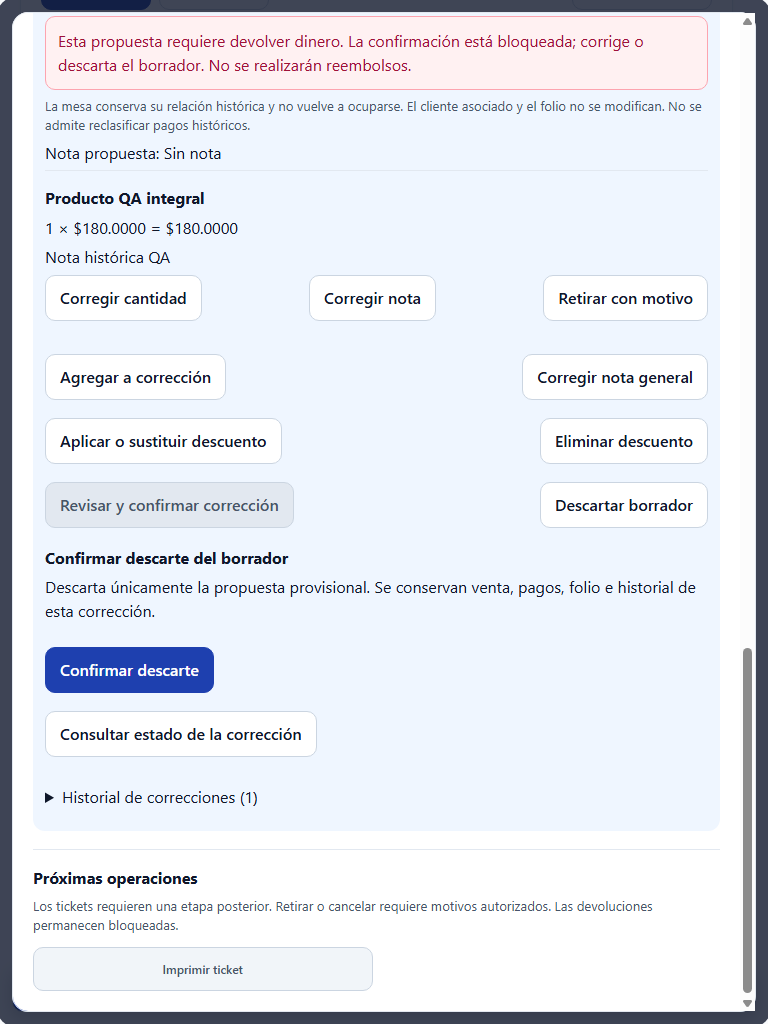 Esta propuesta requiere devolver dinero. La confirmación está bloqueada; corrige o
descarta el borrador. No se realizarán reembolsos.
La mesa conserva su relación histórica y no vuelve a ocuparse. El cliente asociado y el folio no se modifican. No se
admite reclasificar pagos históricos.
Nota propuesta: Sin nota
Producto QA integral
1 × $180.0000 = $180.0000
Nota histórica QA
Corregir cantidad
Corregir nota
Retirar con motivo
Agregar a corrección
Corregir nota general
Aplicar o sustituir descuento
Eliminar descuento
Revisar y confirmar corrección
Descartar borrador
Confirmar descarte del borrador
Descarta únicamente la propuesta provisional. Se conservan venta, pagos, folio e historial de
esta corrección.
Confirmar descarte
Consultar estado de la corrección
Historial de correcciones (1)
Próximas operaciones
Los tickets requieren una etapa posterior. Retirar o cancelar requiere motivos autorizados. Las devoluciones
permanecen bloqueadas.
Imprimir ticket